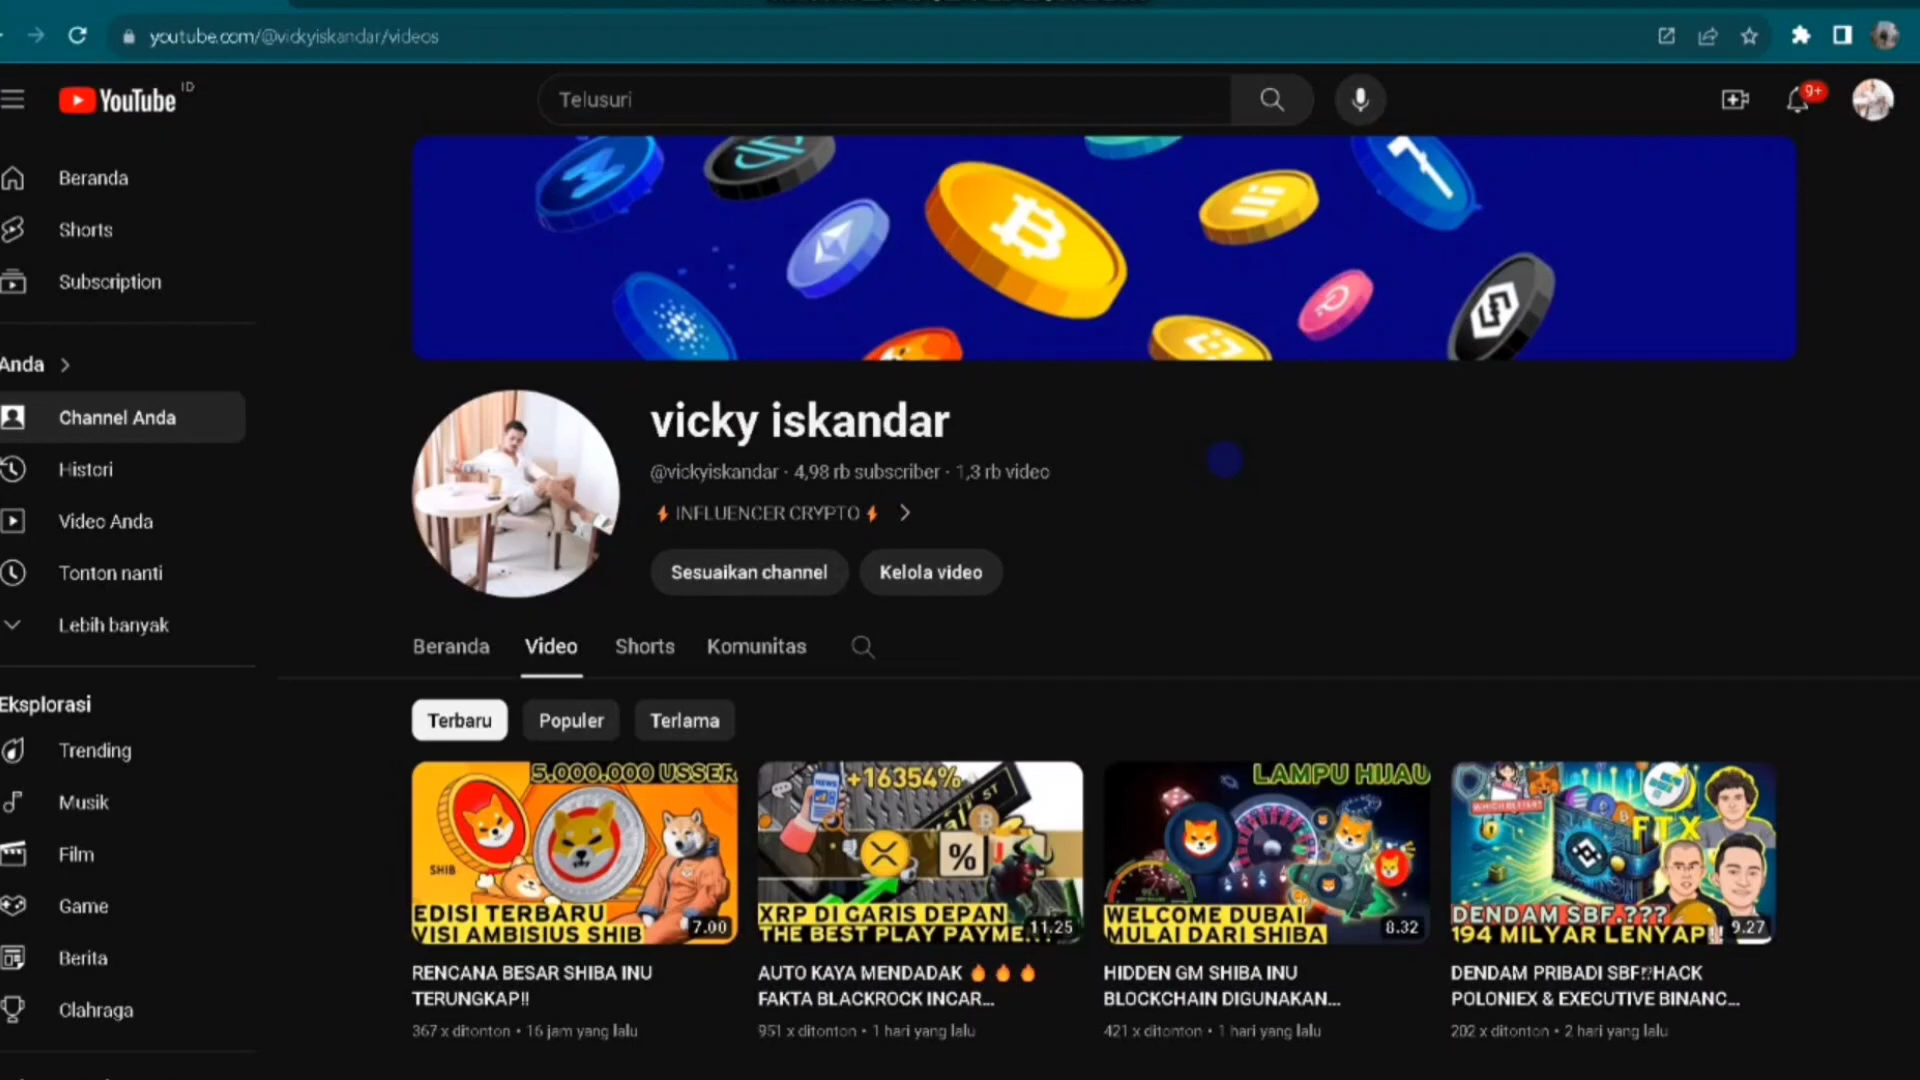 youtube.com/@vickyiskandar/videos
YouTube ID
Telusuri
9+
Beranda
Shorts
Subscription
Anda
Channel Anda
Histori
Video Anda
Tonton nanti
Lebih banyak
Eksplorasi
Trending
Musik
Film
Game
Berita
Olahraga
vicky iskandar
@vickyiskandar · 4,98 rb subscriber · 1,3 rb video
⚡ INFLUENCER CRYPTO ⚡
Sesuaikan channel
Kelola video
Beranda
Video
Shorts
Komunitas
Terbaru
Populer
Terlama
5.000.000 USSER
SHIB
EDISI TERBARU
VISI AMBISIUS SHIB
7.00
RENCANA BESAR SHIBA INU
TERUNGKAP!!
367 x ditonton • 16 jam yang lalu
NEWS
+16354%
ST
%
XRP DI GARIS DEPAN
THE BEST PLAY PAYME
11.25
AUTO KAYA MENDADAK 🔥🔥🔥
FAKTA BLACKROCK INCAR...
951 x ditonton • 1 hari yang lalu
LAMPU HIJAU
WELCOME DUBAI
MULAI DARI SHIBA
8.32
HIDDEN GM SHIBA INU
BLOCKCHAIN DIGUNAKAN...
421 x ditonton • 1 hari yang lalu
FTX
DENDAM SBF.???
194 MILYAR LENYAP!!
9.27
DENDAM PRIBADI SBF⁉HACK
POLONIEX & EXECUTIVE BINANC...
202 x ditonton • 2 hari yang lalu